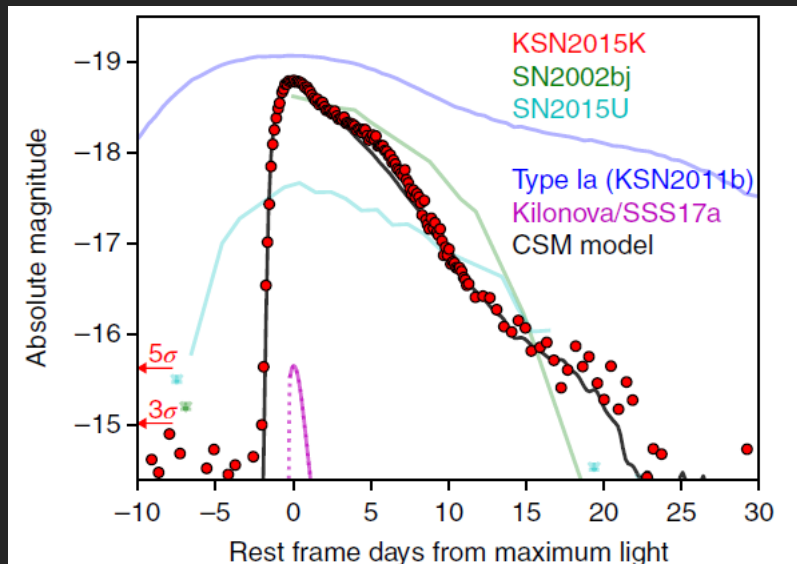 KSN2015K
SN2002bj
SN2015U
Type Ia (KSN2011b)
Kilonova/SSS17a
CSM model
Absolute magnitude
−19
−18
−17
−16
−15
5σ
3σ
−10 −5 0 5 10 15 20 25 30
Rest frame days from maximum light